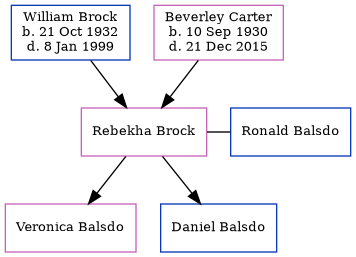 William Brock
b. 21 Oct 1932
d. 8 Jan 1999
Beverley Carter
b. 10 Sep 1930
d. 21 Dec 2015
Rebekha Brock
Ronald Balsdo
Veronica Balsdo
Daniel Balsdo